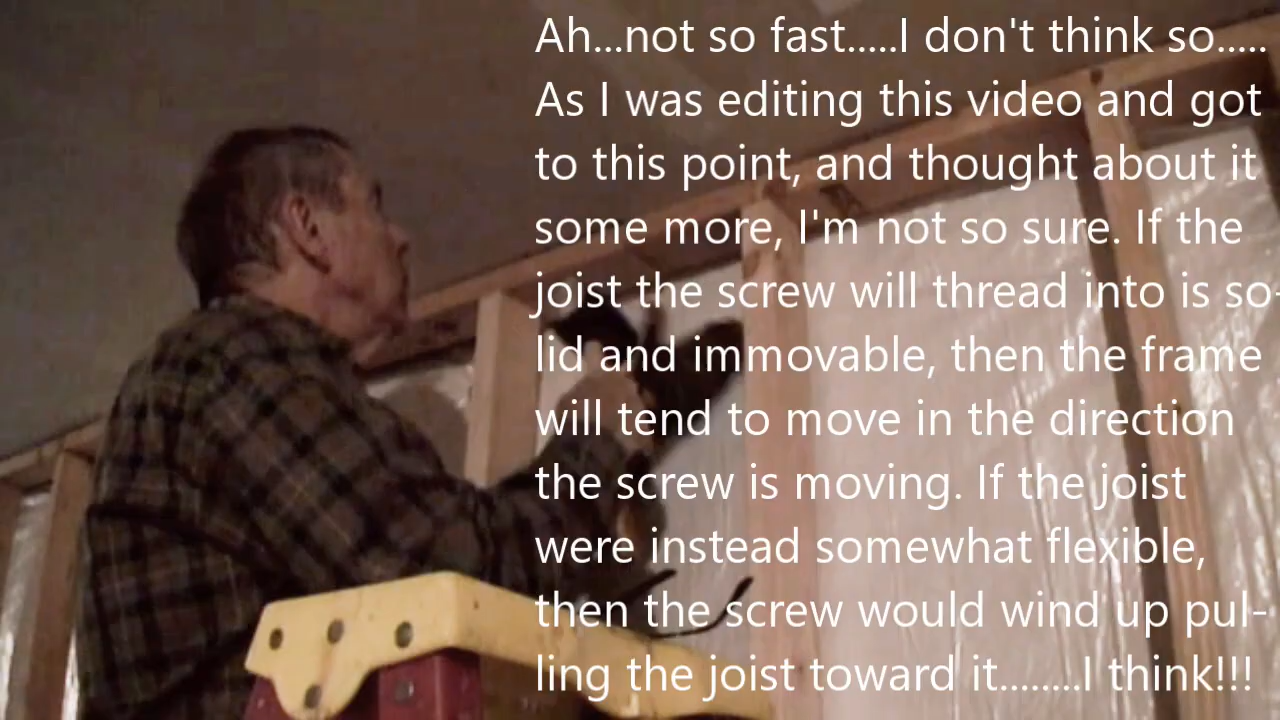 Ah...not so fast.....I don't think so.....
As I was editing this video and got
to this point, and thought about it
some more, I'm not so sure. If the
joist the screw will thread into is so-
lid and immovable, then the frame
will tend to move in the direction
the screw is moving. If the joist
were instead somewhat flexible,
then the screw would wind up pul-
ling the joist toward it........I think!!!